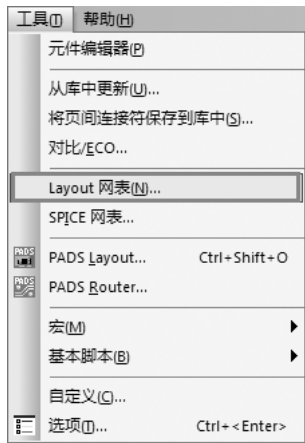 工具(T) 帮助(H)
元件编辑器(P)
从库中更新(U)...
将页间连接符保存到库中(S)...
对比/ECO...
Layout 网表(N)...
SPICE 网表...
PADS PADS Layout... Ctrl+Shift+O
PADS PADS Router...
宏(M)
基本脚本(B)
自定义(C)...
选项(T)... Ctrl+<Enter>